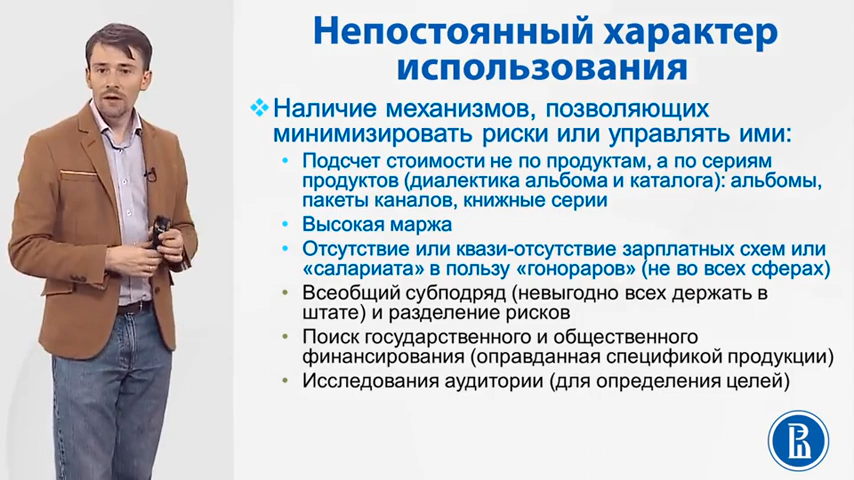 Непостоянный характер
использования
Наличие механизмов, позволяющих
минимизировать риски или управлять ими:
Подсчет стоимости не по продуктам, а по сериям
продуктов (диалектика альбома и каталога): альбомы,
пакеты каналов, книжные серии
Высокая маржа
Отсутствие или квази-отсутствие зарплатных схем или
«салариата» в пользу «гонораров» (не во всех сферах)
Всеобщий субподряд (невыгодно всех держать в
штате) и разделение рисков
Поиск государственного и общественного
финансирования (оправданная спецификой продукции)
Исследования аудитории (для определения целей)